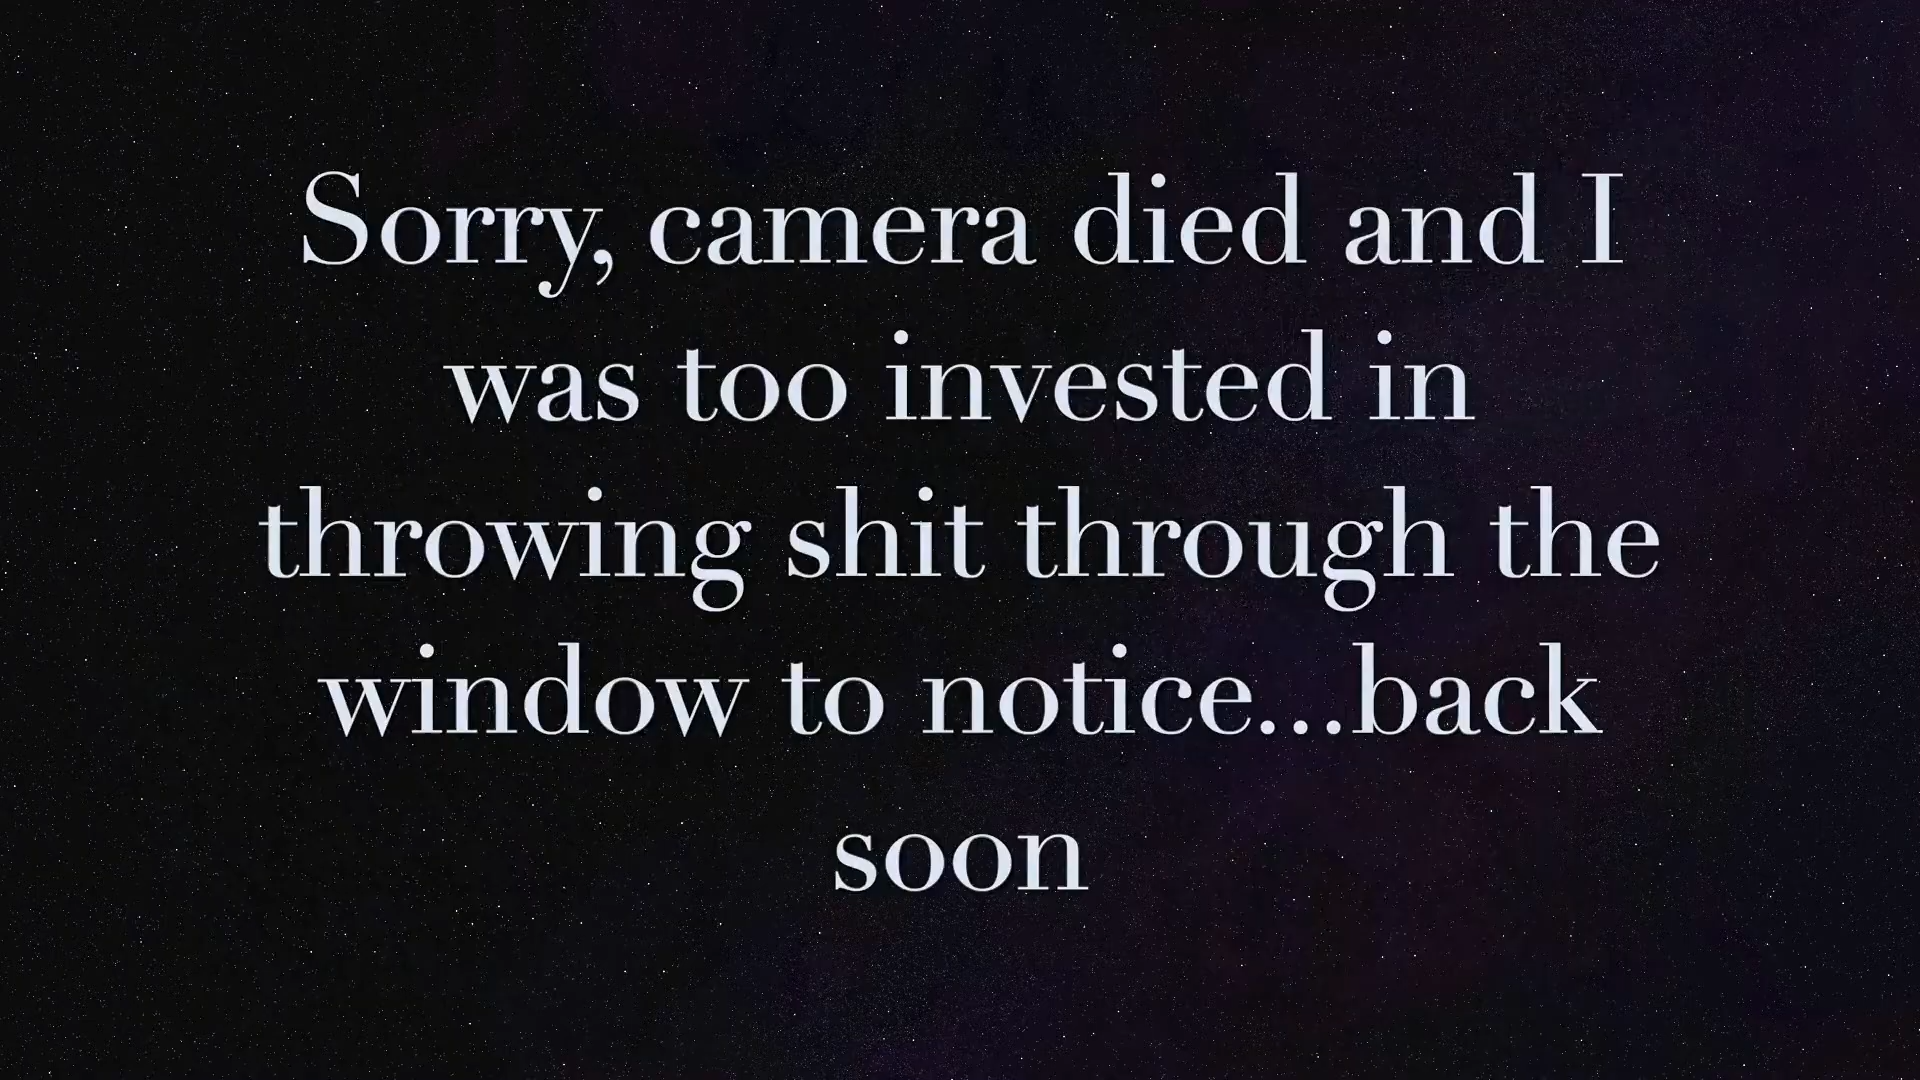 Sorry, camera died and I
was too invested in
throwing shit through the
window to notice...back
soon